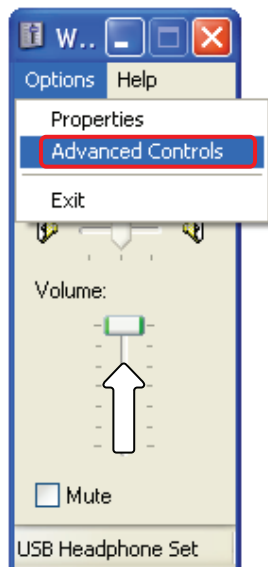 W..
Options Help
Properties
Advanced Controls
Exit
Volume:
Mute
USB Headphone Set